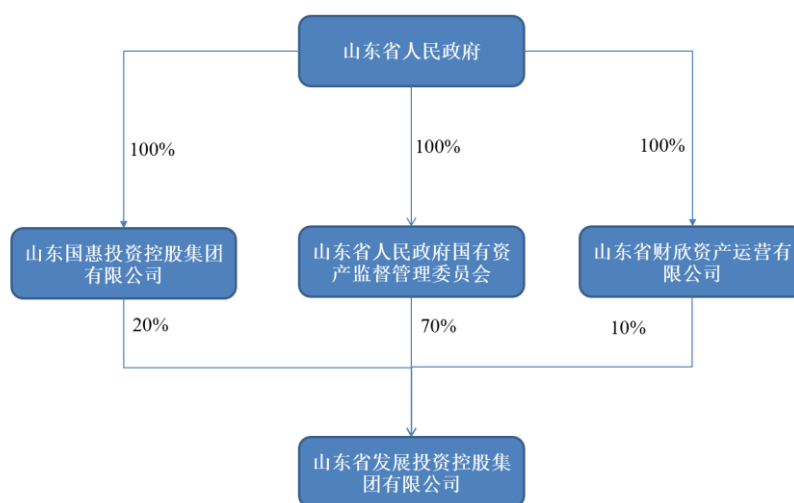 山东省人民政府
100%
100%
100%
山东国惠投资控股集团
有限公司
山东省人民政府国有资
产监督管理委员会
山东省财欣资产运营有
限公司
20%
70%
10%
山东省发展投资控股集
团有限公司